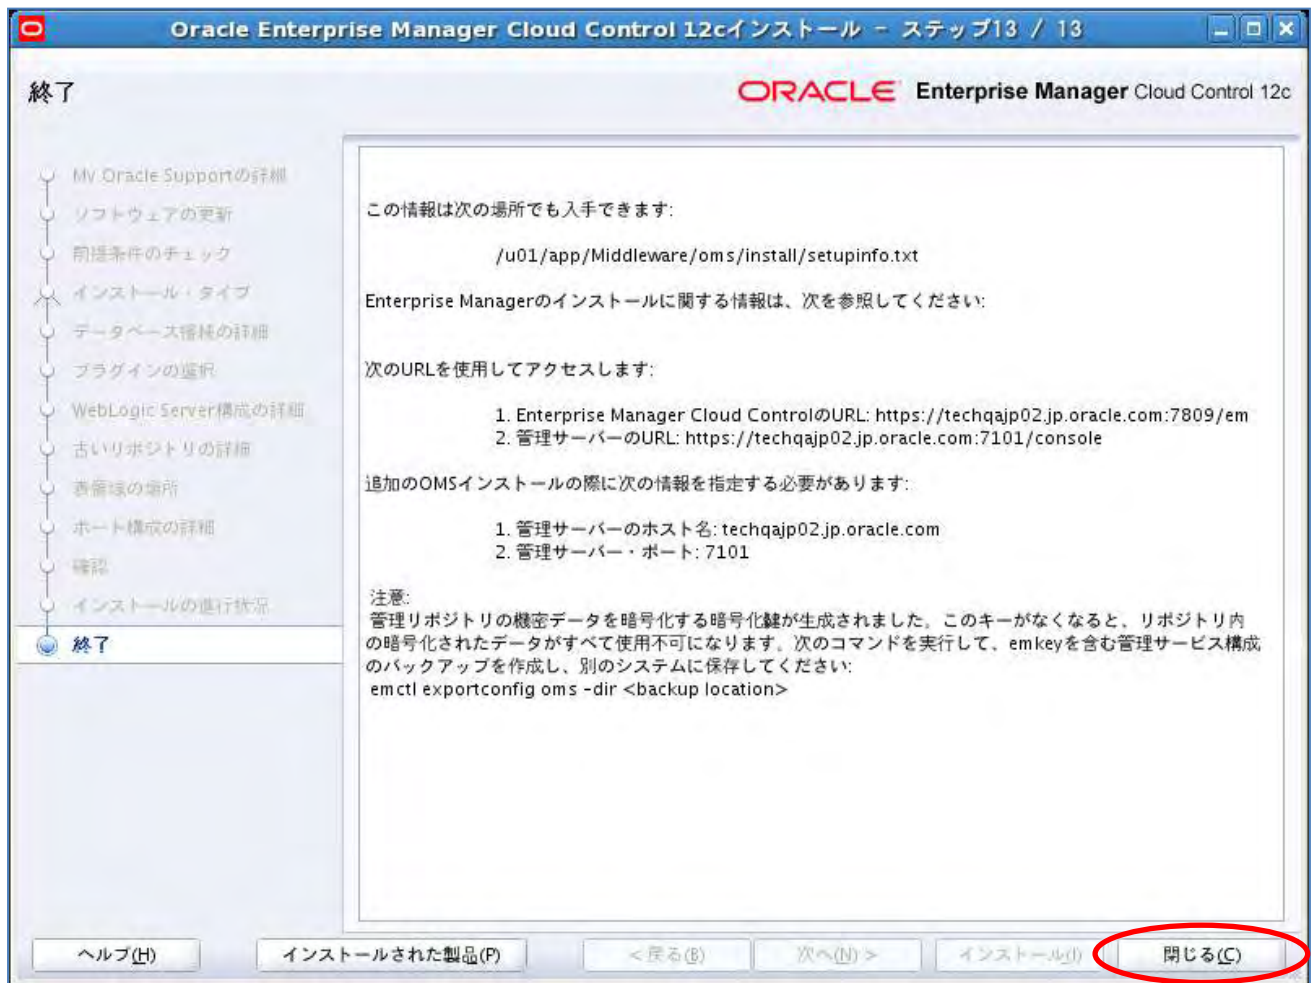 Oracle Enterprise Manager Cloud Control 12cインストール - ステップ13 / 13
終了
ORACLE Enterprise Manager Cloud Control 12c
My Oracle Supportの詳細
ソフトウェアの更新
前提条件のチェック
インストール・タイプ
データベース接続の詳細
プラグインの選択
WebLogic Server構成の詳細
古いリポジトリの詳細
表領域の場所
ポート構成の詳細
確認
インストールの進行状況
終了
この情報は次の場所でも入手できます:
/u01/app/Middleware/oms/install/setupinfo.txt
Enterprise Managerのインストールに関する情報は、次を参照してください:
次のURLを使用してアクセスします:
1. Enterprise Manager Cloud ControlのURL: https://techqajp02.jp.oracle.com:7809/em
2. 管理サーバーのURL: https://techqajp02.jp.oracle.com:7101/console
追加のOMSインストールの際に次の情報を指定する必要があります:
1. 管理サーバーのホスト名: techqajp02.jp.oracle.com
2. 管理サーバー・ポート: 7101
注意:
管理リポジトリの機密データを暗号化する暗号化鍵が生成されました。このキーがなくなると、リポジトリ内
の暗号化されたデータがすべて使用不可になります。次のコマンドを実行して、emkeyを含む管理サービス構成
のバックアップを作成し、別のシステムに保存してください:
emctl exportconfig oms -dir <backup location>
ヘルプ(H)
インストールされた製品(P)
< 戻る(B)
次へ(N) >
インストール(I)
閉じる(C)